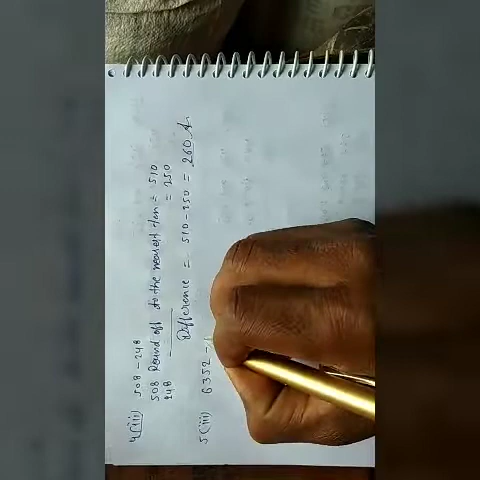 4(iii) 508 - 248
508 Round off to the nearest ten = 510
248 = 250
Difference = 510 - 250 = 260 A
5(iii) 6352 -